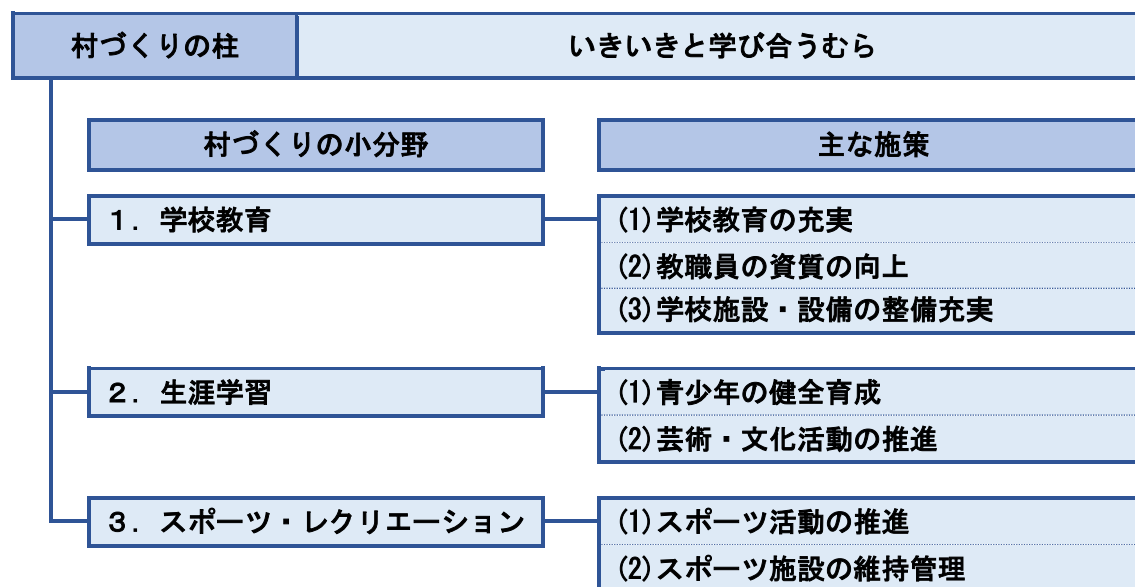 村づくりの柱 いきいきと学び合うむら
村づくりの小分野 主な施策
１．学校教育 (1)学校教育の充実
(2)教職員の資質の向上
(3)学校施設・設備の整備充実
２．生涯学習 (1)青少年の健全育成
(2)芸術・文化活動の推進
３．スポーツ・レクリエーション (1)スポーツ活動の推進
(2)スポーツ施設の維持管理